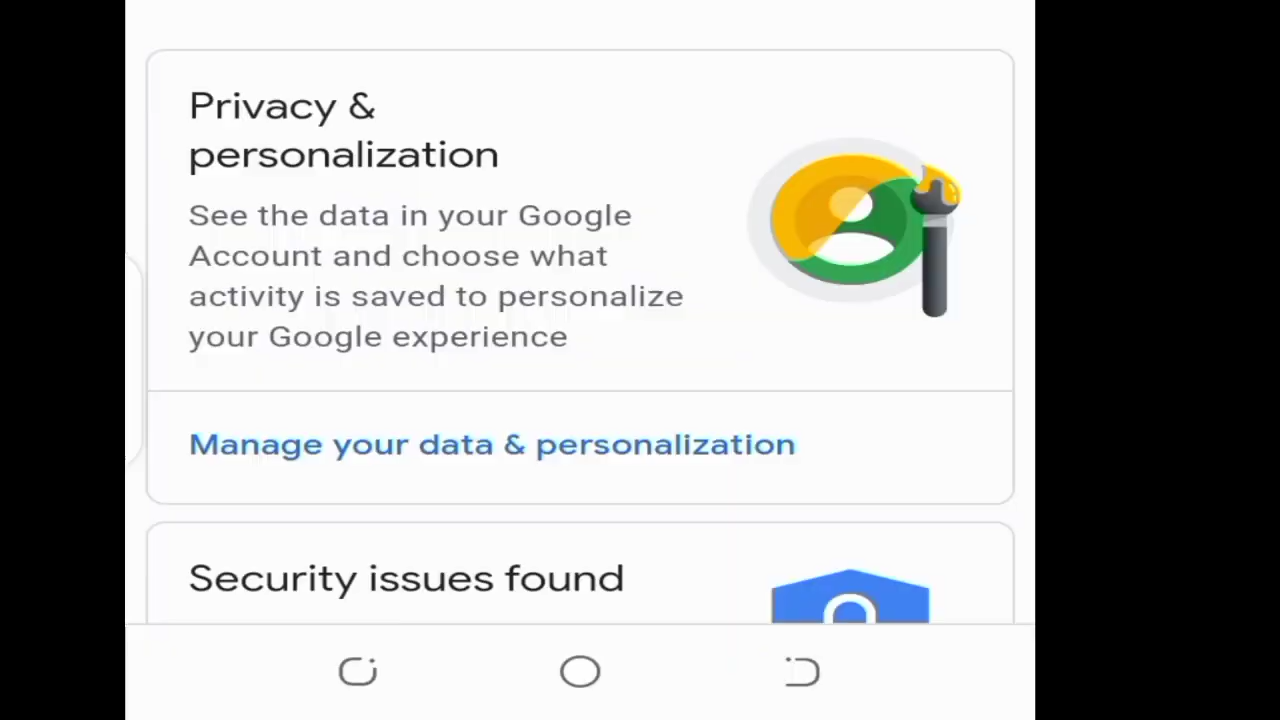 Privacy &
personalization
See the data in your Google
Account and choose what
activity is saved to personalize
your Google experience
Manage your data & personalization
Security issues found